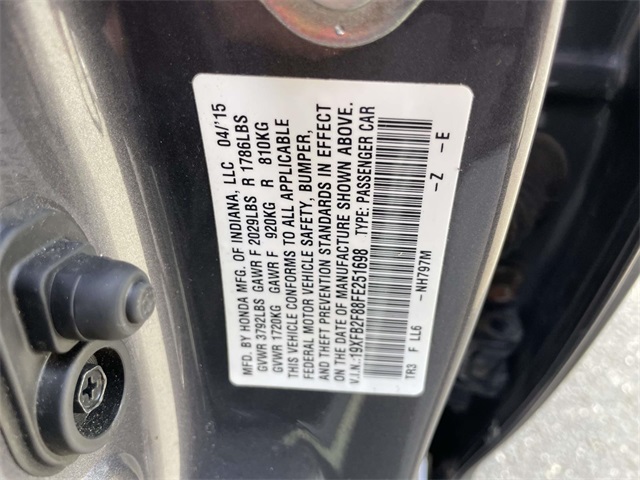 MFD. BY HONDA MFG. OF INDIANA, LLC 04/'15
GVWR 3792LBS GAWR F 2029LBS R 1786LBS
GVWR 1720KG GAWR F 920KG R 810KG
THIS VEHICLE CONFORMS TO ALL APPLICABLE
FEDERAL MOTOR VEHICLE SAFETY, BUMPER,
AND THEFT PREVENTION STANDARDS IN EFFECT
ON THE DATE OF MANUFACTURE SHOWN ABOVE.
V.I.N.:19XFB2F88FE251698 TYPE: PASSENGER CAR
-NH797M -Z -E
TR3 F LL6